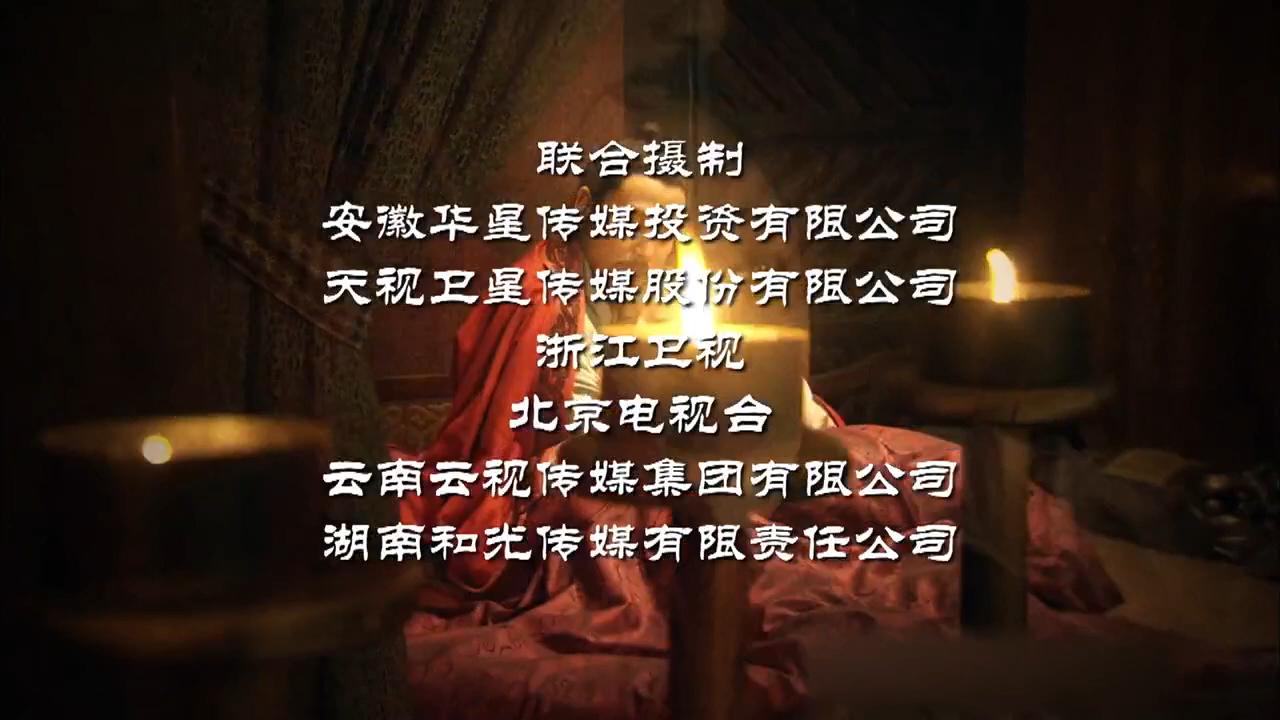 联合摄制
安徽华星传媒投资有限公司
天视卫星传媒股份有限公司
浙江卫视
北京电视台
云南云视传媒集团有限公司
湖南和光传媒有限责任公司